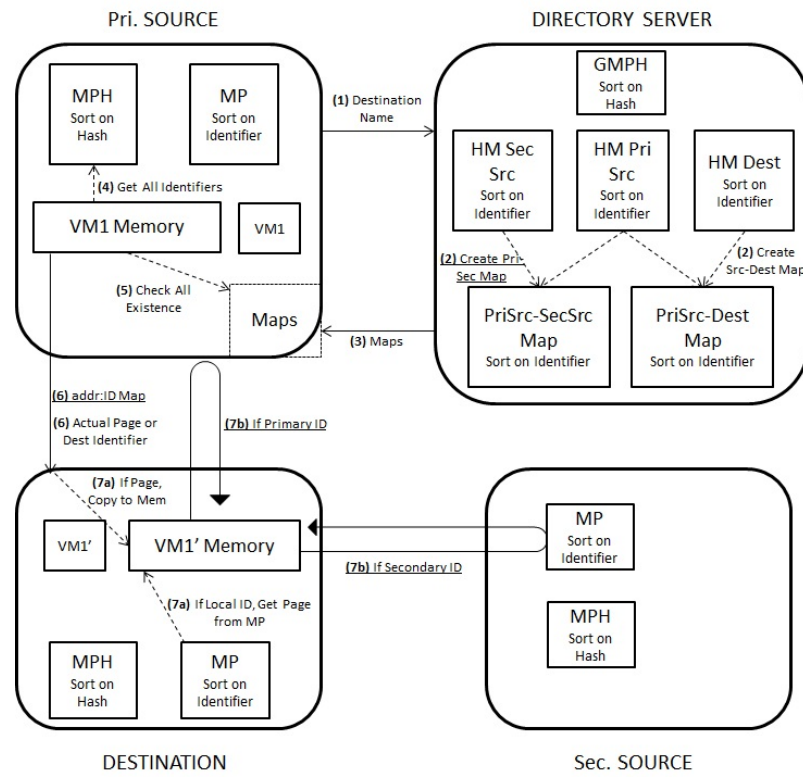 Pri. SOURCE
DIRECTORY SERVER
MPH
Sort on
Hash
MP
Sort on
Identifier
(4) Get All Identifiers
VM1 Memory
VM1
(5) Check All
Existence
Maps
(1) Destination
Name
GMPH
Sort on
Hash
HM Sec
Src
Sort on
Identifier
HM Pri
Src
Sort on
Identifier
HM Dest
Sort on
Identifier
(2) Create Pri-
Sec Map
(2) Create
Src-Dest Map
PriSrc-SecSrc
Map
Sort on Identifier
PriSrc-Dest
Map
Sort on Identifier
(3) Maps
(6) addr:ID Map
(6) Actual Page or
Dest Identifier
(7b) If Primary ID
(7a) If Page,
Copy to Mem
VM1'
VM1' Memory
(7a) If Local ID, Get Page
from MP
MPH
Sort on
Hash
MP
Sort on
Identifier
(7b) If Secondary ID
MP
Sort on
Identifier
MPH
Sort on
Hash
DESTINATION
Sec. SOURCE